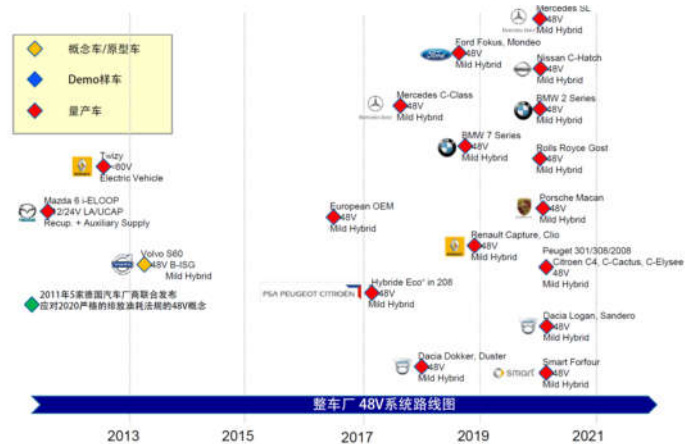 概念车/原型车
Demo样车
量产车
Mercedes SL
48V
Mild Hybrid
Ford Fokus, Mondeo
48V
Mild Hybrid
Nissan C-Hatch
48V
Mild Hybrid
Mercedes C-Class
48V
Mild Hybrid
BMW 2 Series
48V
Mild Hybrid
BMW 7 Series
48V
Mild Hybrid
Rolls Royce Gost
48V
Mild Hybrid
Twizy
<60V
Electric Vehicle
Mazda 6 i-ELOOP
12/24V LA/UCAP
Recup. + Auxiliary Supply
European OEM
48V
Mild Hybrid
Porsche Macan
48V
Mild Hybrid
Volvo S60
48V B-ISG
Mild Hybrid
Renault Capture, Clio
48V
Mild Hybrid
Peuget 301/308/2008
Citroen C4, C-Cactus, C-Elysee
48V
Mild Hybrid
2011年5家德国汽车厂商联合发布
应对2020严格的排放油耗法规的48V概念
PSA PEUGEOT CITROËN
Hybride Eco" in 208
48V
Mild Hybrid
Dacia Logan, Sandero
48V
Mild Hybrid
Dacia Dokker, Duster
48V
Mild Hybrid
smart
Smart Forfour
48V
Mild Hybrid
整车厂 48V系统路线图
2013
2015
2017
2019
2021